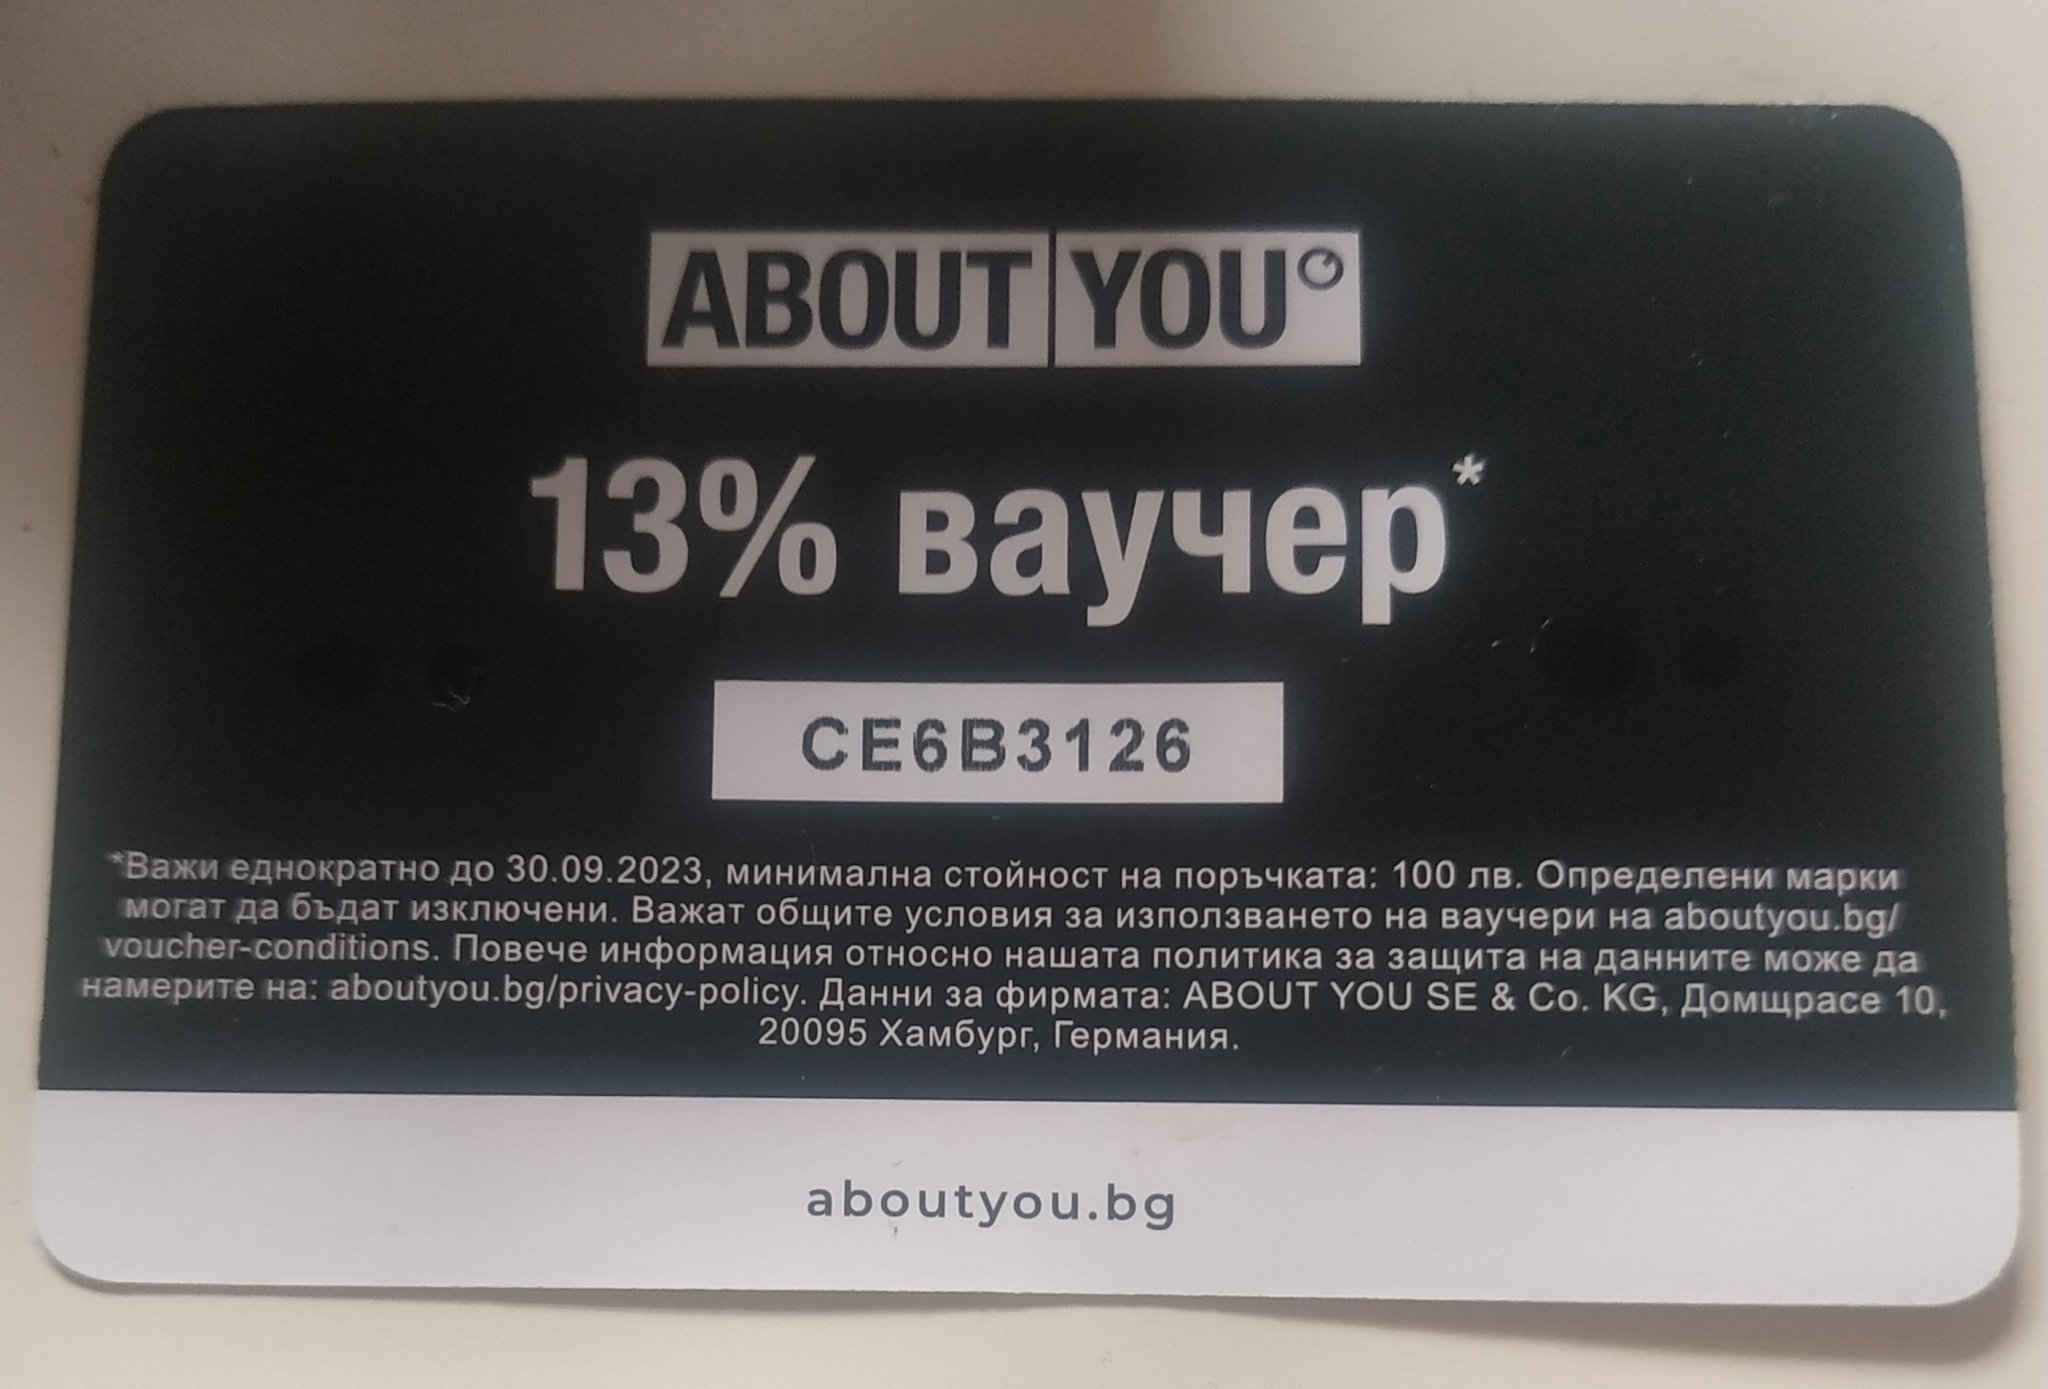 ABOUT YOU°
13% ваучер*
CE6B3126
*Важи еднократно до 30.09.2023, минимална стойност на поръчката: 100 лв. Определени марки
могат да бъдат изключени. Важат общите условия за използването на ваучери на aboutyou.bg/
voucher-conditions. Повече информация относно нашата политика за защита на данните може да
намерите на: aboutyou.bg/privacy-policy. Данни за фирмата: ABOUT YOU SE & Co. KG, Домщрасе 10,
20095 Хамбург, Германия.
aboutyou.bg